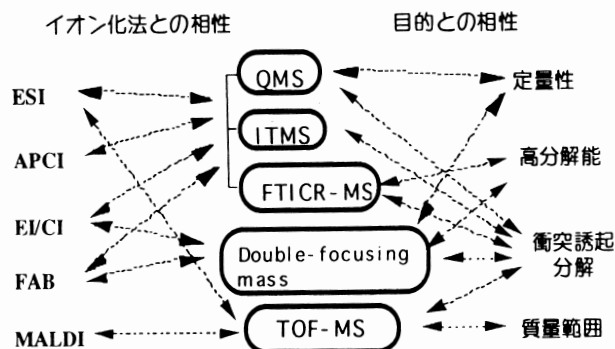 イオン化法との相性
目的との相性
ESI
APCI
EI/CI
FAB
MALDI
QMS
ITMS
FTICR-MS
Double-focusing
mass
TOF-MS
定量性
高分解能
衝突誘起
分解
質量範囲